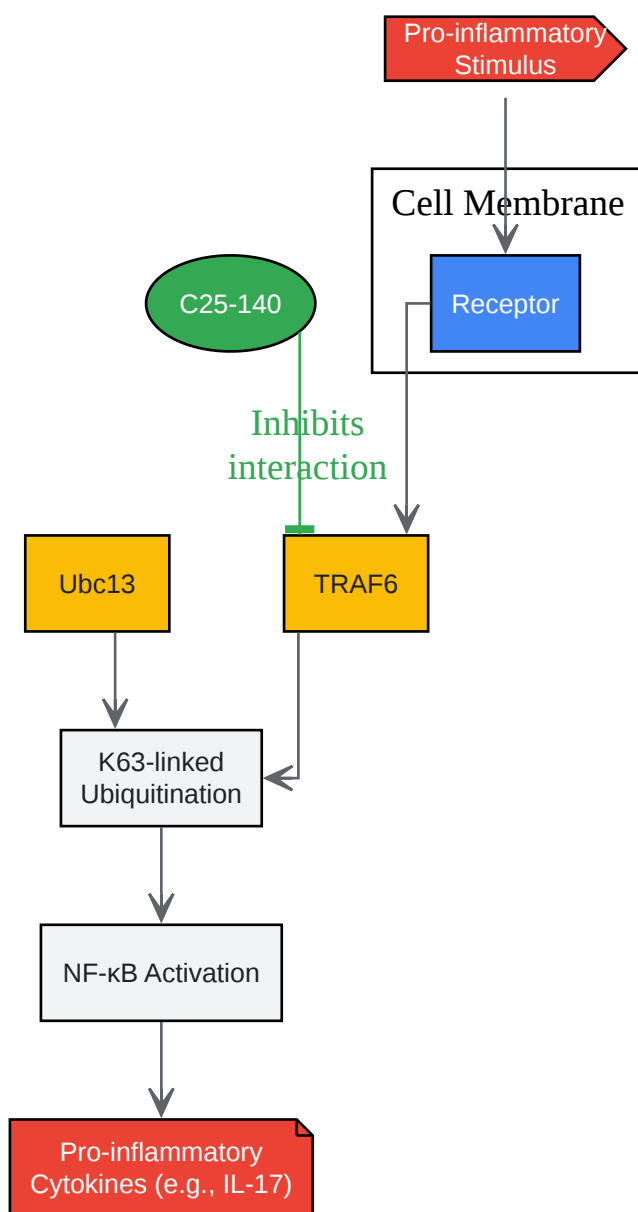 Pro-inflammatory
Stimulus
Cell Membrane
Receptor
C25-140
Inhibits
interaction
Ubc13
TRAF6
K63-linked
Ubiquitination
NF-κB Activation
Pro-inflammatory
Cytokines (e.g., IL-17)